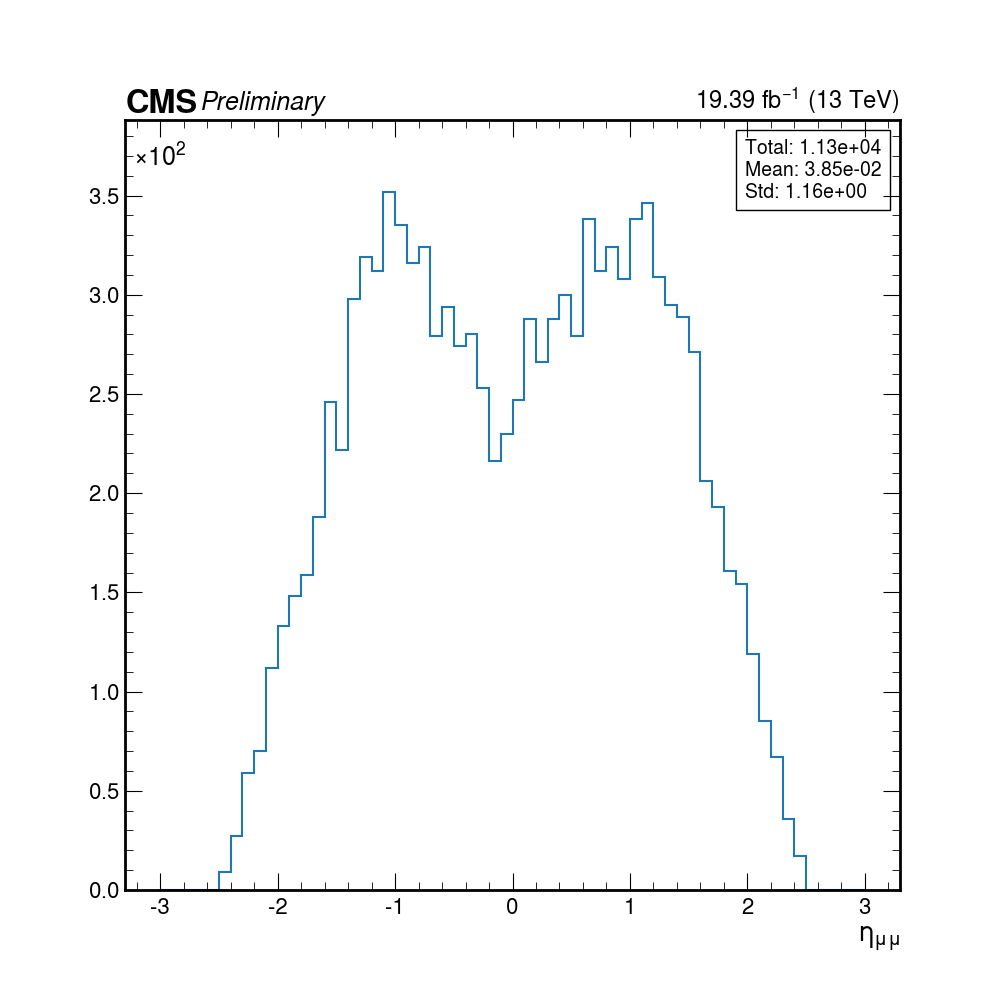 CMS Preliminary 19.39 fb⁻¹ (13 TeV)
×10²
Total: 1.13e+04
Mean: 3.85e-02
Std: 1.16e+00
3.5
3.0
2.5
2.0
1.5
1.0
0.5
0.0
-3 -2 -1 0 1 2 3
ημμ